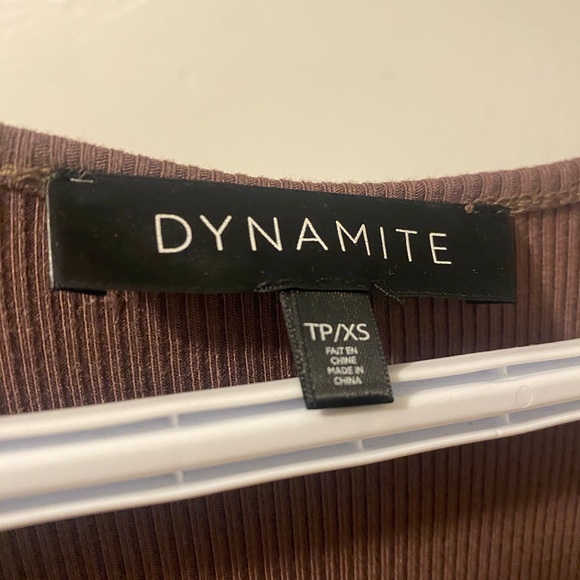 DYNAMITE
TP/XS
FAIT EN
CHINE
MADE IN
CHINA